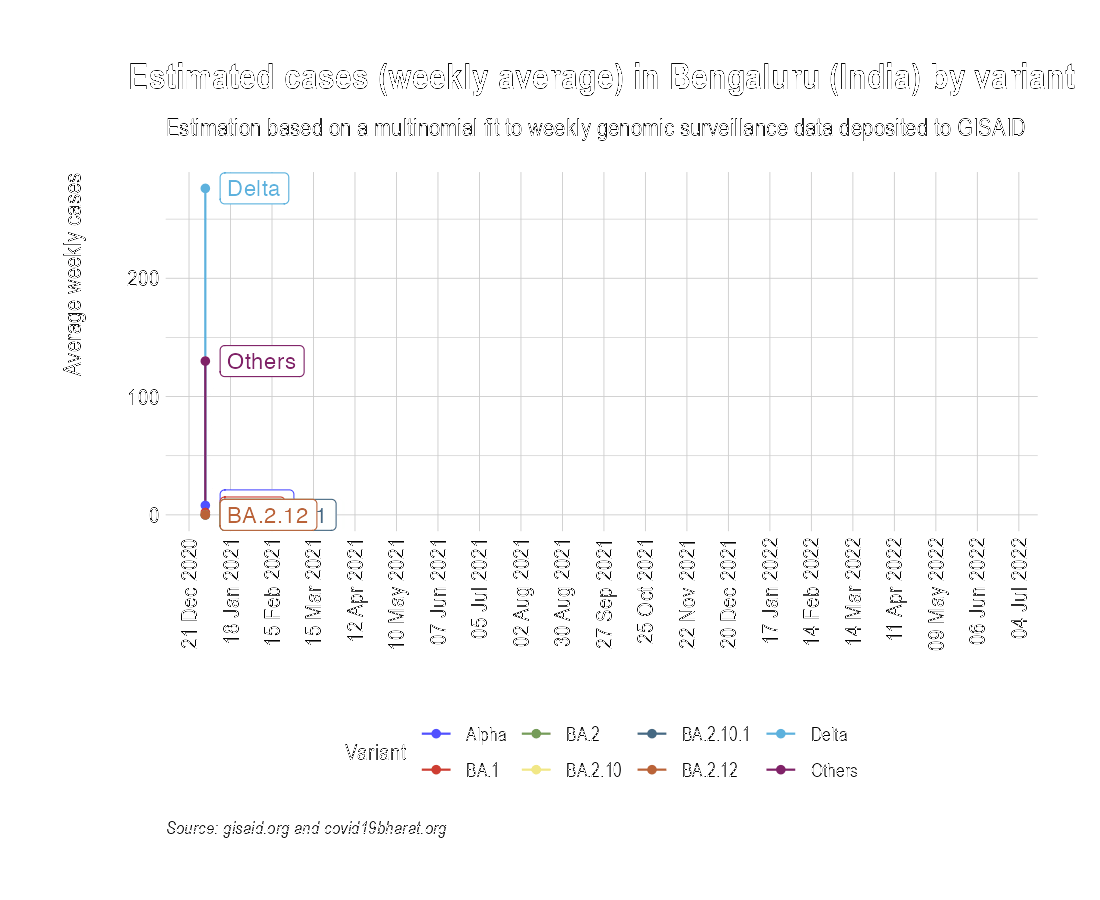 Estimated cases (weekly average) in Bengaluru (India) by variant
Estimation based on a multinomial fit to weekly genomic surveillance data deposited to GISAID
Average weekly cases
200
100
0
Delta
Others
BA.2.12
1
21 Dec 2020
18 Jan 2021
15 Feb 2021
15 Mar 2021
12 Apr 2021
10 May 2021
07 Jun 2021
05 Jul 2021
02 Aug 2021
30 Aug 2021
27 Sep 2021
25 Oct 2021
22 Nov 2021
20 Dec 2021
17 Jan 2022
14 Feb 2022
14 Mar 2022
11 Apr 2022
09 May 2022
06 Jun 2022
04 Jul 2022
Variant
Alpha
BA.2
BA.2.10.1
Delta
BA.1
BA.2.10
BA.2.12
Others
Source: gisaid.org and covid19bharat.org